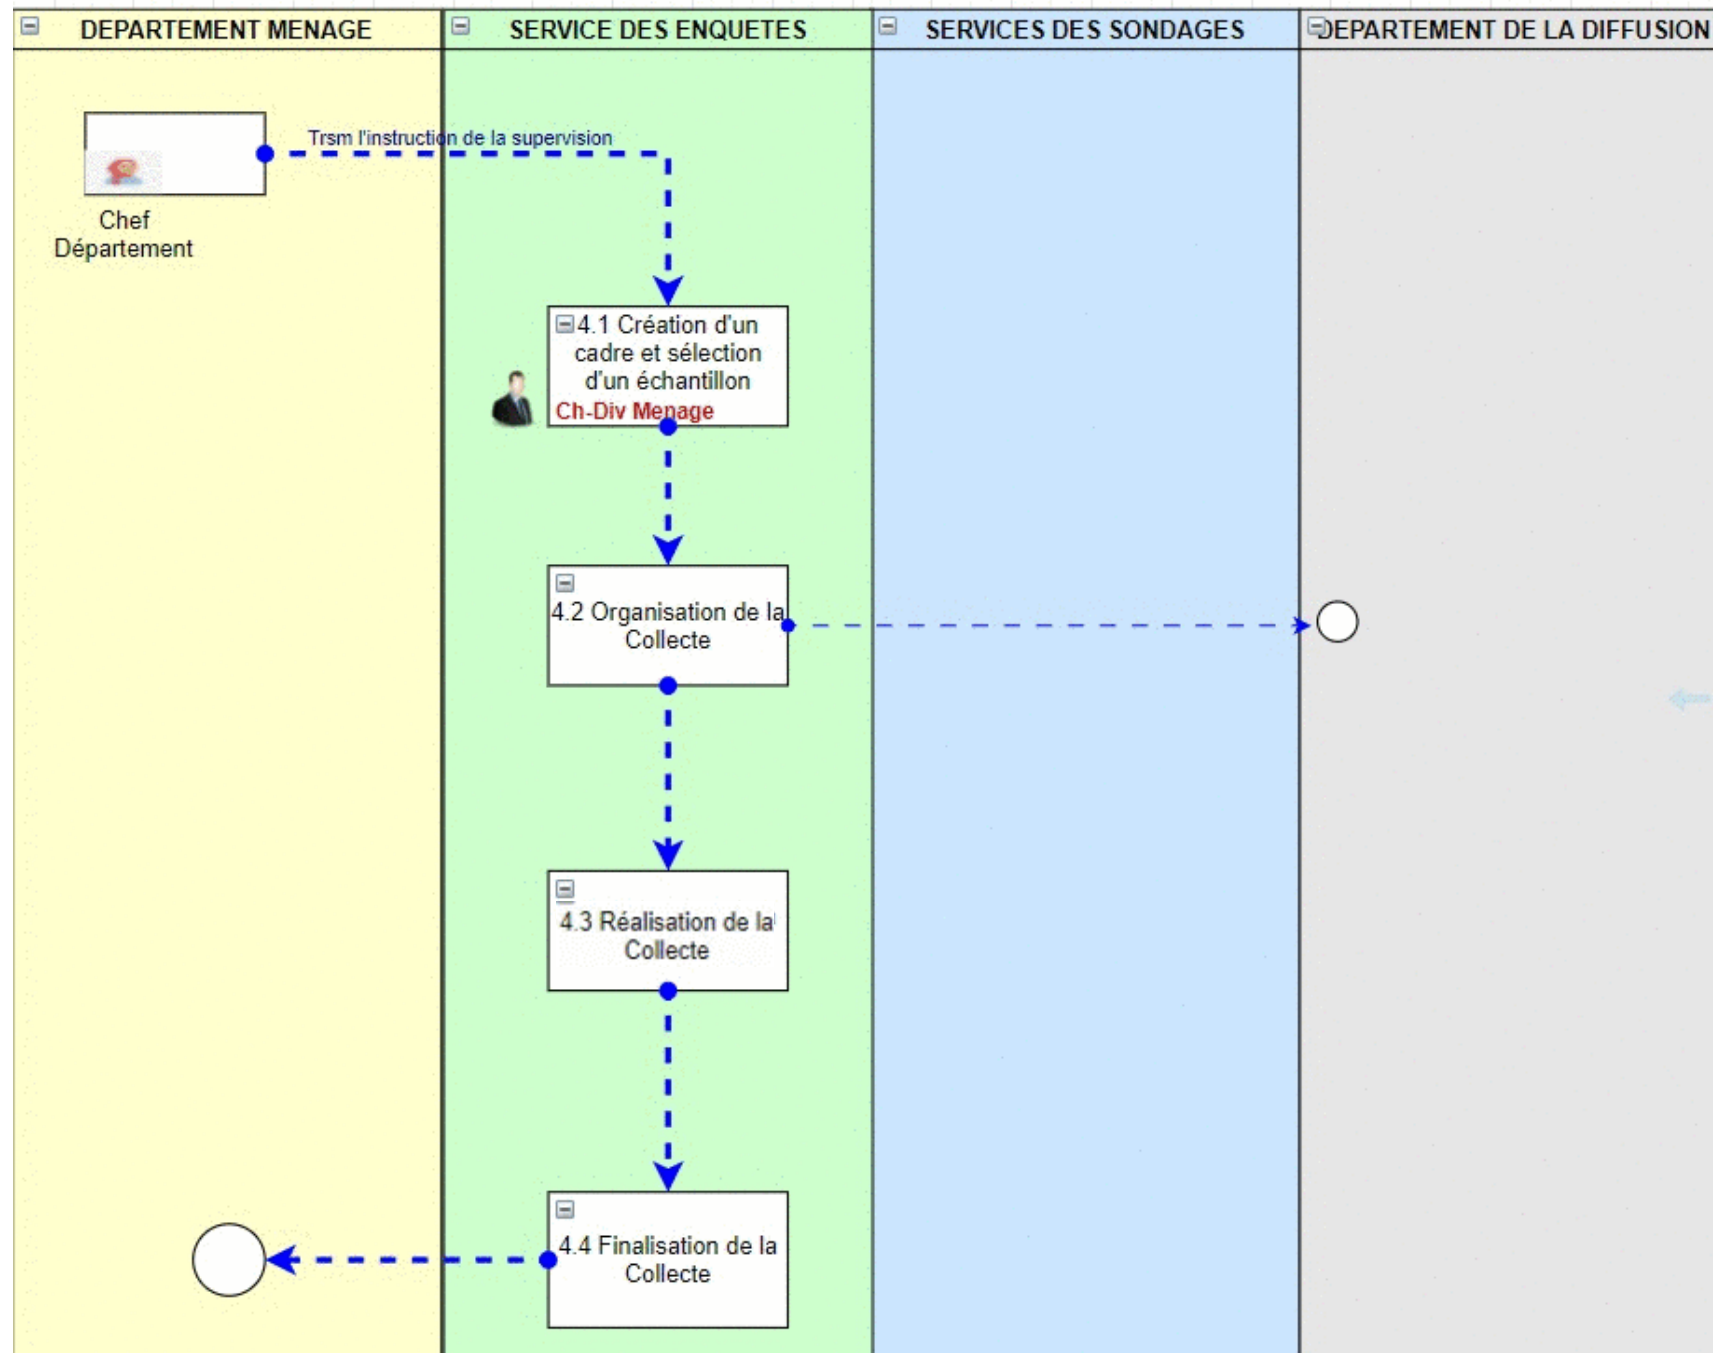 DEPARTEMENT MENAGE
SERVICE DES ENQUETES
SERVICES DES SONDAGES
DEPARTEMENT DE LA DIFFUSION
Trsm l'instruction de la supervision
Chef
Département
4.1 Création d'un
cadre et sélection
d'un échantillon
Ch-Div Menage
4.2 Organisation de la
Collecte
4.3 Réalisation de la
Collecte
4.4 Finalisation de la
Collecte